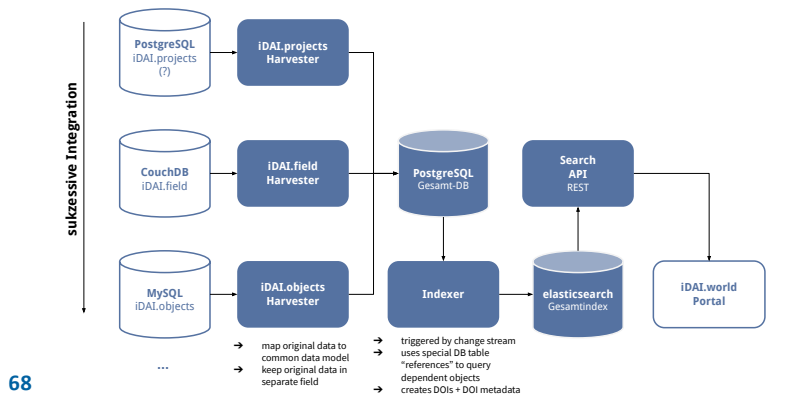 sukzessive Integration
PostgreSQL
iDAI.projects
(?)
iDAI.projects
Harvester
CouchDB
iDAI.field
iDAI.field
Harvester
PostgreSQL
Gesamt-DB
Search
API
REST
MySQL
iDAI.objects
iDAI.objects
Harvester
Indexer
elasticsearch
Gesamtindex
iDAI.world
Portal
...
➔ map original data to
common data model
➔ keep original data in
separate field
➔ triggered by change stream
➔ uses special DB table
“references” to query
dependent objects
➔ creates DOIs + DOI metadata
68